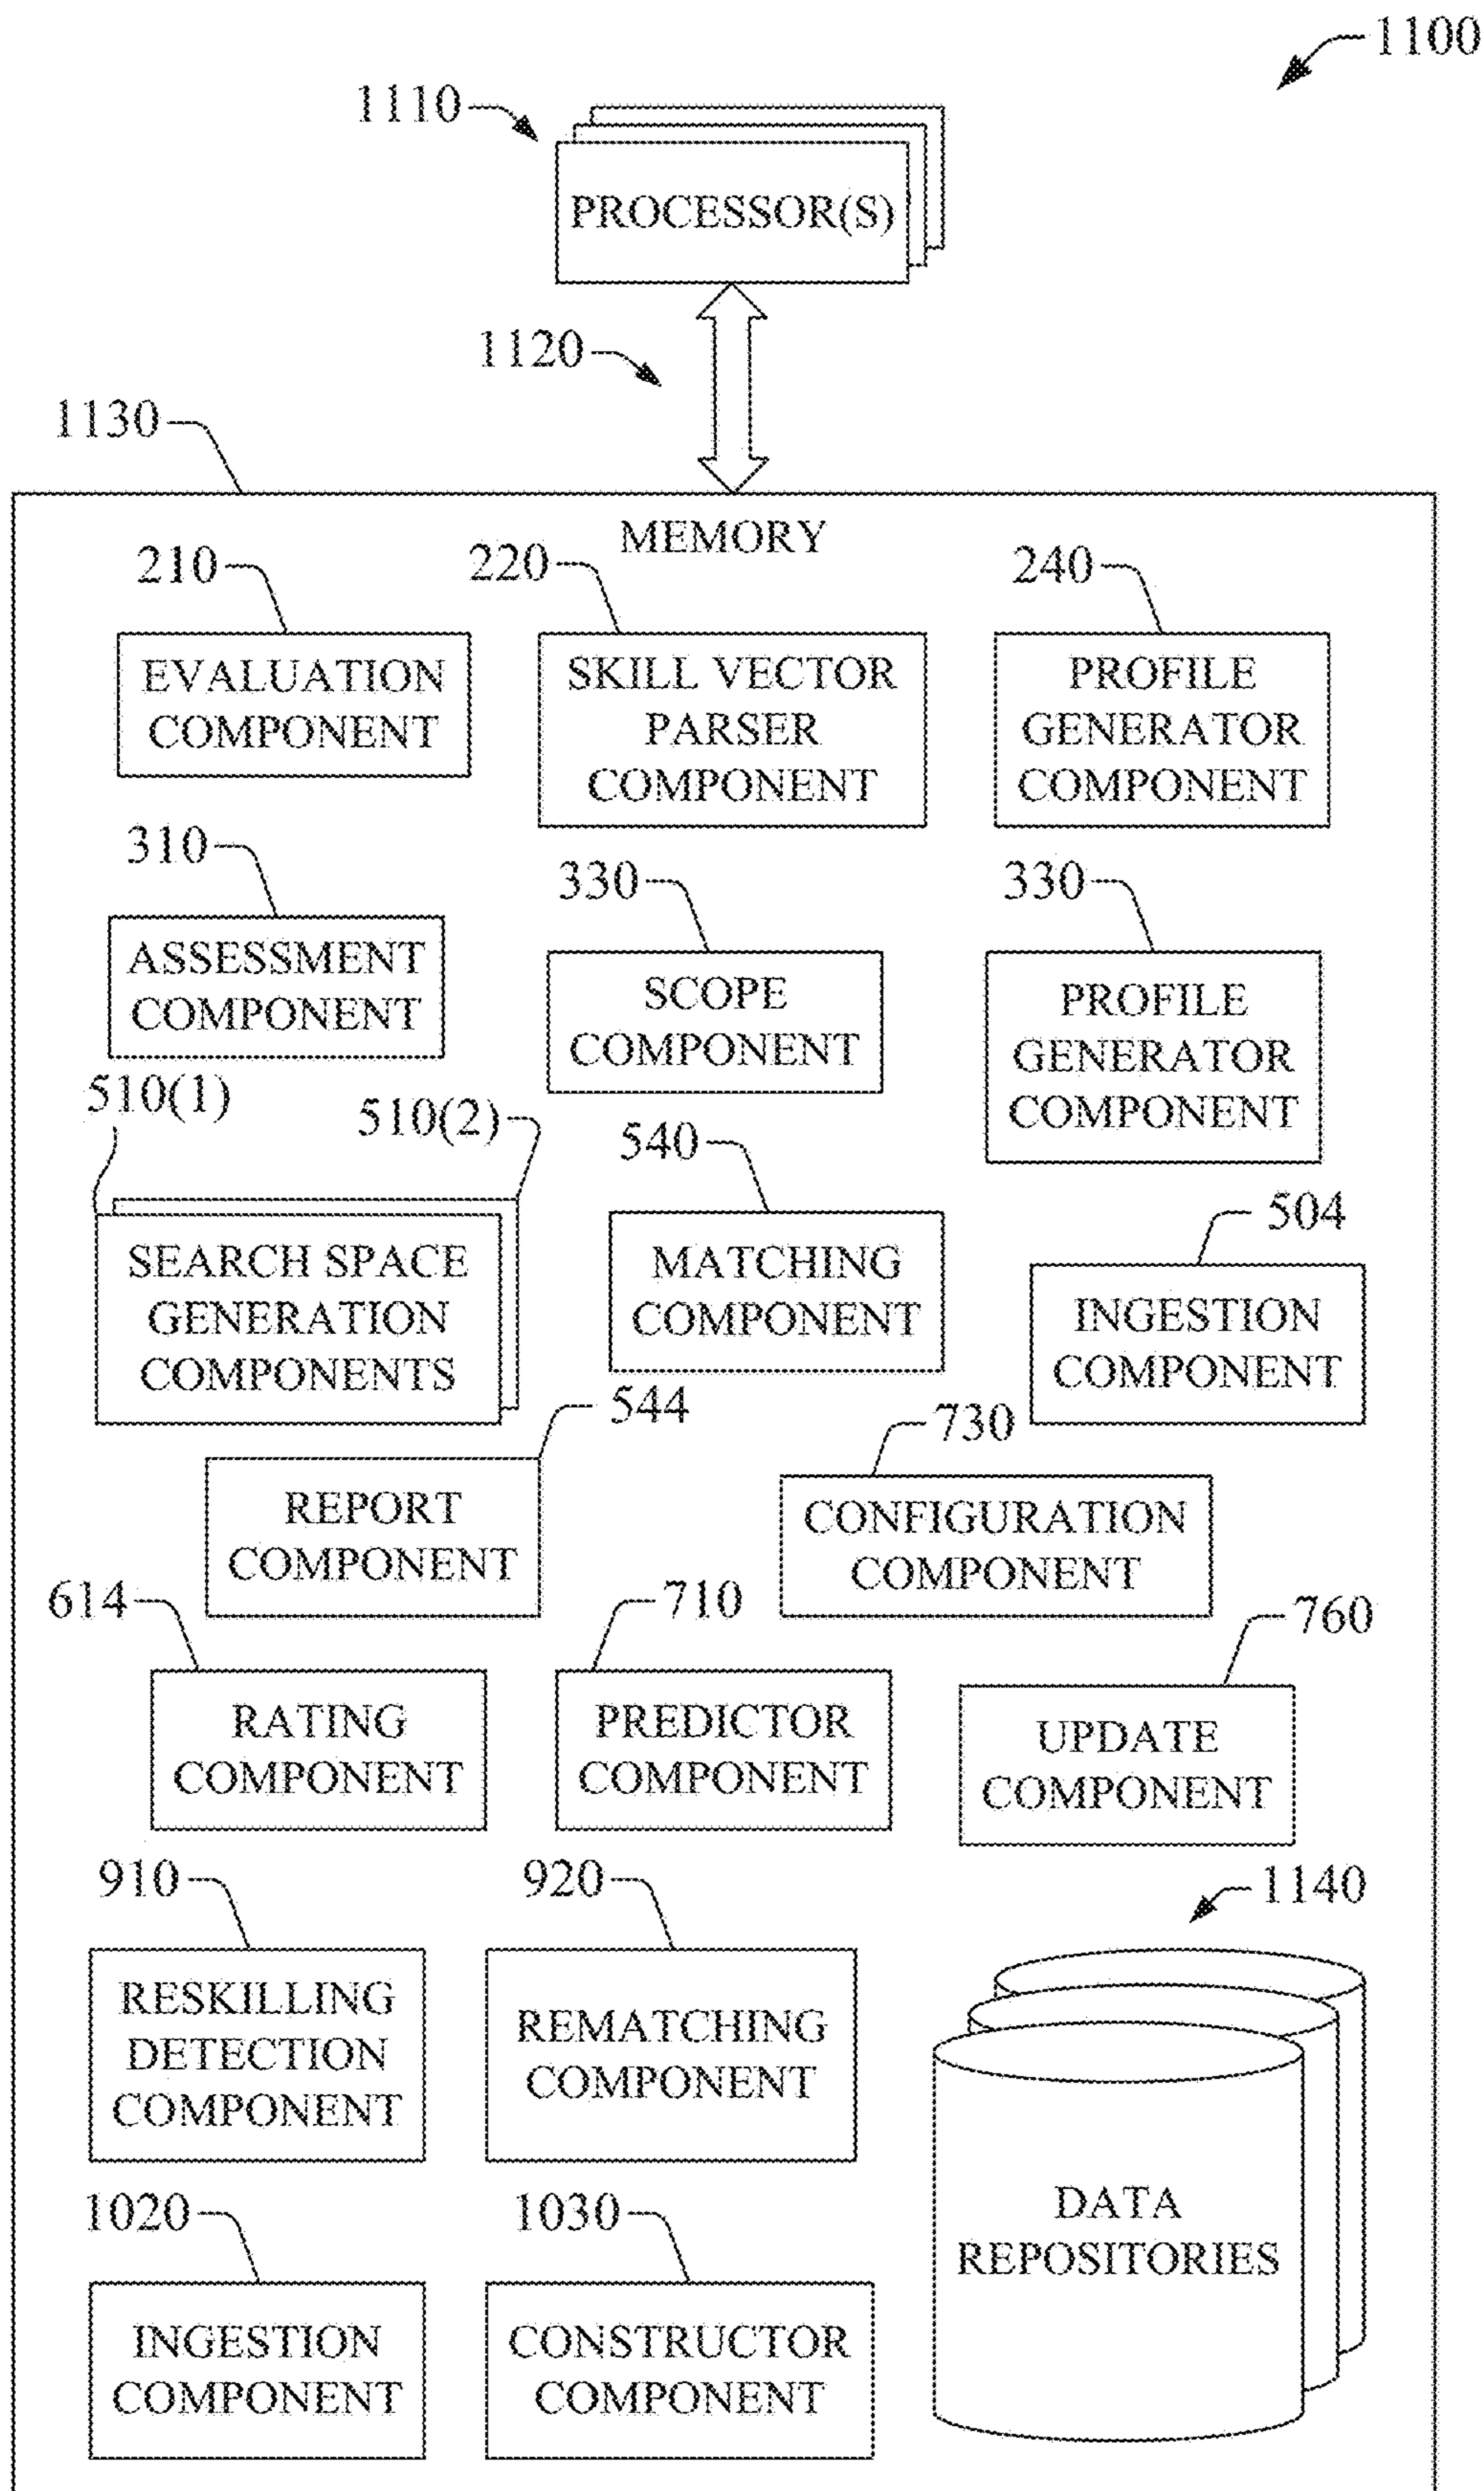 1100
1110
PROCESSOR(S)
1120
1130
MEMORY
210
220
240
EVALUATION
COMPONENT
SKILL VECTOR
PARSER
COMPONENT
PROFILE
GENERATOR
COMPONENT
310
330
330
ASSESSMENT
COMPONENT
SCOPE
COMPONENT
PROFILE
GENERATOR
COMPONENT
510(1)
510(2)
540
504
SEARCH SPACE
GENERATION
COMPONENTS
MATCHING
COMPONENT
INGESTION
COMPONENT
544
730
REPORT
COMPONENT
CONFIGURATION
COMPONENT
614
710
760
RATING
COMPONENT
PREDICTOR
COMPONENT
UPDATE
COMPONENT
910
920
1140
RESKILLING
DETECTION
COMPONENT
REMATCHING
COMPONENT
DATA
REPOSITORIES
1020
1030
INGESTION
COMPONENT
CONSTRUCTOR
COMPONENT